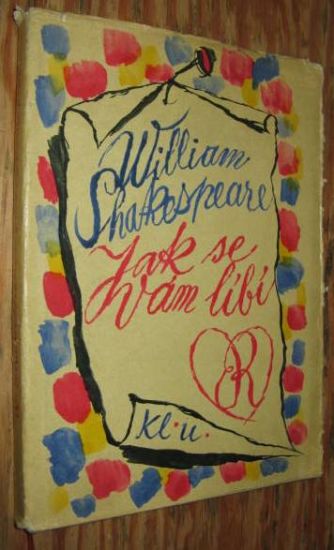 William
Shakespeare
Jak se
vám líbí
R
KL·U·